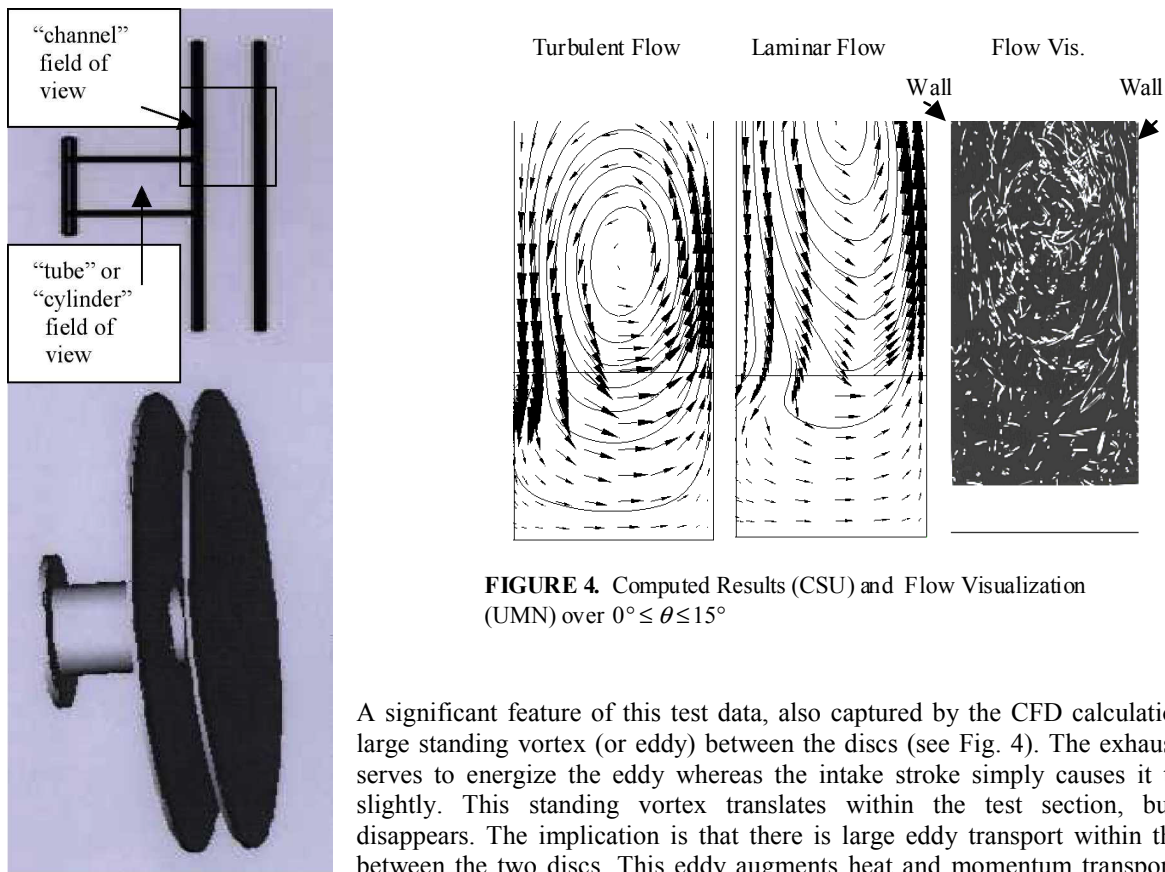 “channel”
field of
view
“tube” or
“cylinder”
field of
view
Turbulent Flow
Laminar Flow
Flow Vis.
Wall
Wall
FIGURE 4. Computed Results (CSU) and Flow Visualization
(UMN) over 0° ≤ θ ≤ 15°
A significant feature of this test data, also captured by the CFD
large standing vortex (or eddy) between the discs (see Fig. 4). The
serves to energize the eddy whereas the intake stroke simply causes it
slightly. This standing vortex translates within the test section,
disappears. The implication is that there is large eddy transport within
between the two discs. This eddy augments heat and momentum